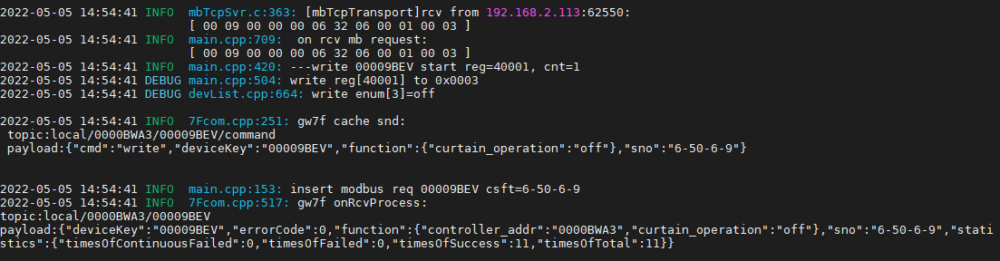 2022-05-05 14:54:41 INFO  mbTcpSvr.c:363: [mbTcpTransport]rcv from 192.168.2.113:62550:
[ 00 09 00 00 00 06 32 06 00 01 00 03 ]
2022-05-05 14:54:41 INFO  main.cpp:709:  on rcv mb request:
[ 00 09 00 00 00 06 32 06 00 01 00 03 ]
2022-05-05 14:54:41 INFO  main.cpp:420: ---write 00009BEV start reg=40001, cnt=1
2022-05-05 14:54:41 DEBUG main.cpp:504: write reg[40001] to 0x0003
2022-05-05 14:54:41 DEBUG devList.cpp:664: write enum[3]=off
2022-05-05 14:54:41 INFO  7Fcom.cpp:251: gw7f cache snd:
topic:local/0000BWA3/00009BEV/command
payload:{"cmd":"write","deviceKey":"00009BEV","function":{"curtain_operation":"off"},"sno":"6-50-6-9"}
2022-05-05 14:54:41 INFO  main.cpp:153: insert modbus req 00009BEV csft=6-50-6-9
2022-05-05 14:54:41 INFO  7Fcom.cpp:517: gw7f onRcvProcess:
topic:local/0000BWA3/00009BEV
payload:{"deviceKey":"00009BEV","errorCode":0,"function":{"controller_addr":"0000BWA3","curtain_operation":"off"},"sno":"6-50-6-9","stati
stics":{"timesOfContinuousFailed":0,"timesOfFailed":0,"timesOfSuccess":11,"timesOfTotal":11}}